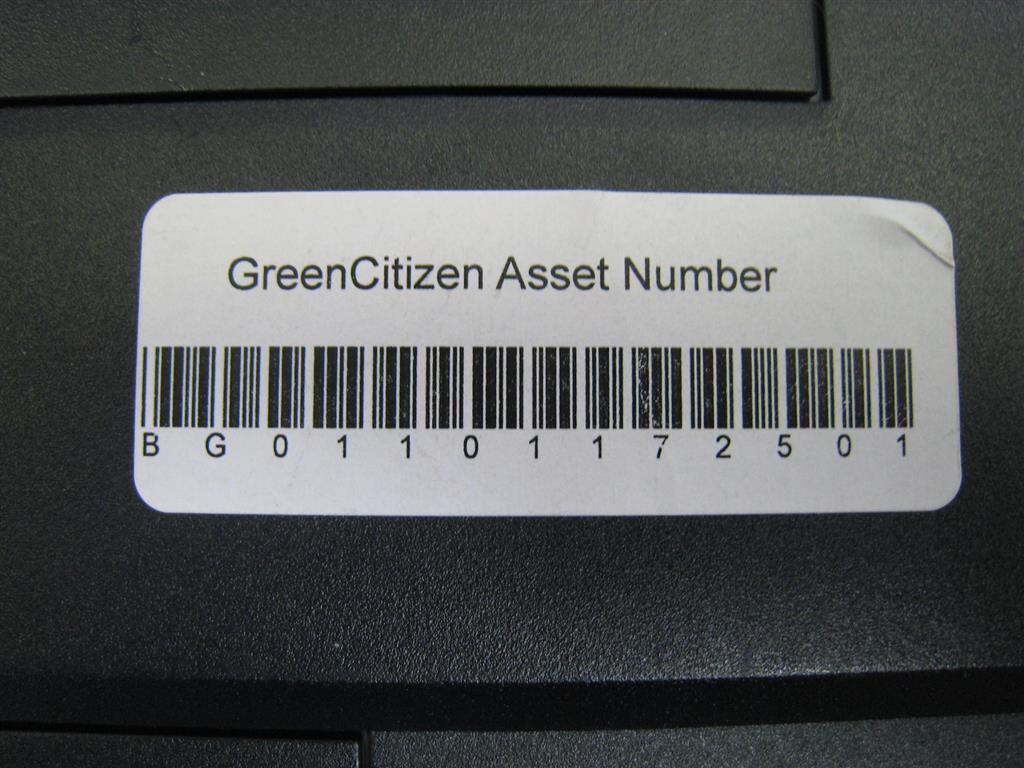 GreenCitizen Asset Number
B G 0 1 1 0 1 1 7 2 5 0 1